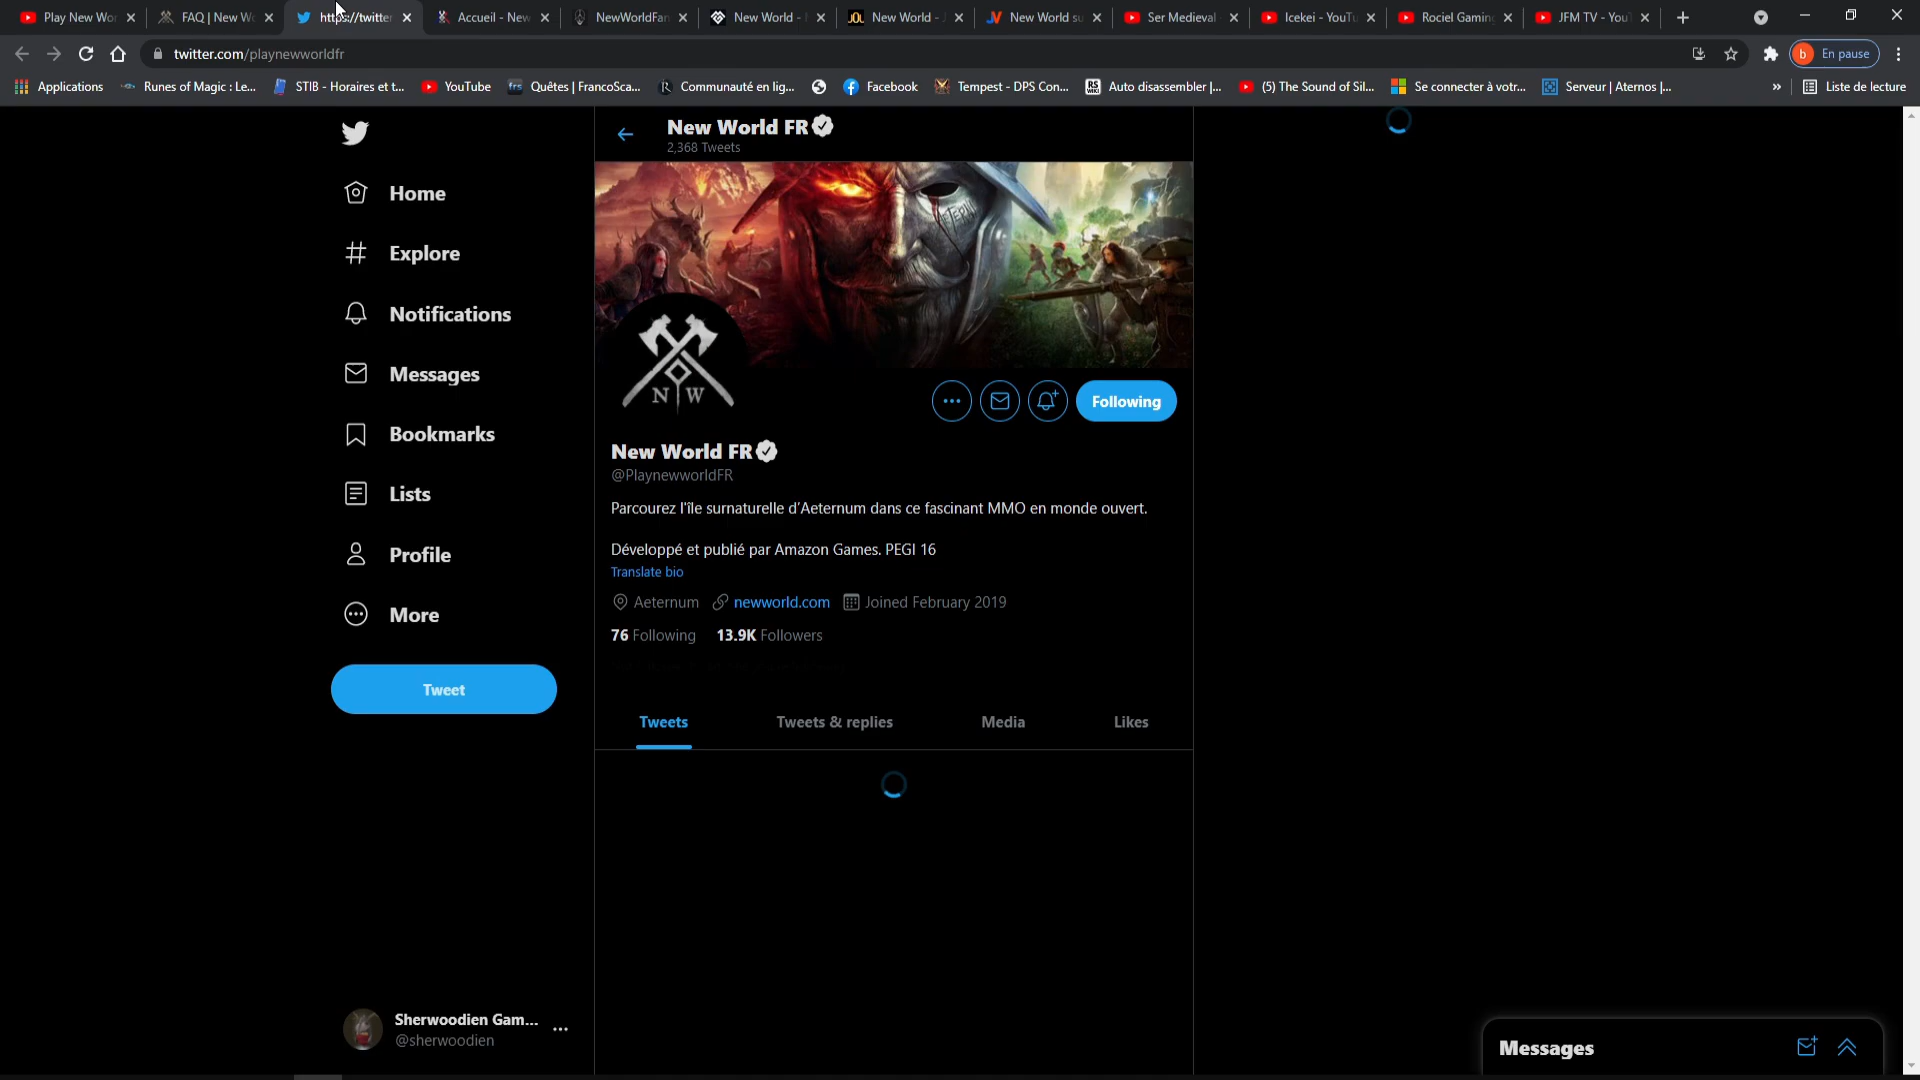 Play New Wor
FAQ | New Wo
https://twitter
Accueil - New
NewWorldFan
New World -
New World - J
New World su
Ser Medieval
Icekei - YouTu
Rociel Gaming
JFM TV - YouT
twitter.com/playnewworldfr
b En pause
Applications
Runes of Magic : Le...
STIB - Horaires et t...
YouTube
frs Quêtes | FrancoSca...
Communauté en lig...
Facebook
Tempest - DPS Con...
Auto disassembler |...
(5) The Sound of Sil...
Se connecter à votr...
Serveur | Aternos |...
»
Liste de lecture
New World FR
2,368 Tweets
Home
Explore
Notifications
Messages
Bookmarks
Lists
Profile
More
Tweet
N W
Following
New World FR
@PlaynewworldFR
Parcourez l'île surnaturelle d'Aeternum dans ce fascinant MMO en monde ouvert.
Développé et publié par Amazon Games. PEGI 16
Translate bio
Aeternum newworld.com Joined February 2019
76 Following 13.9K Followers
Tweets
Tweets & replies
Media
Likes
Sherwoodien Gam...
@sherwoodien
Messages